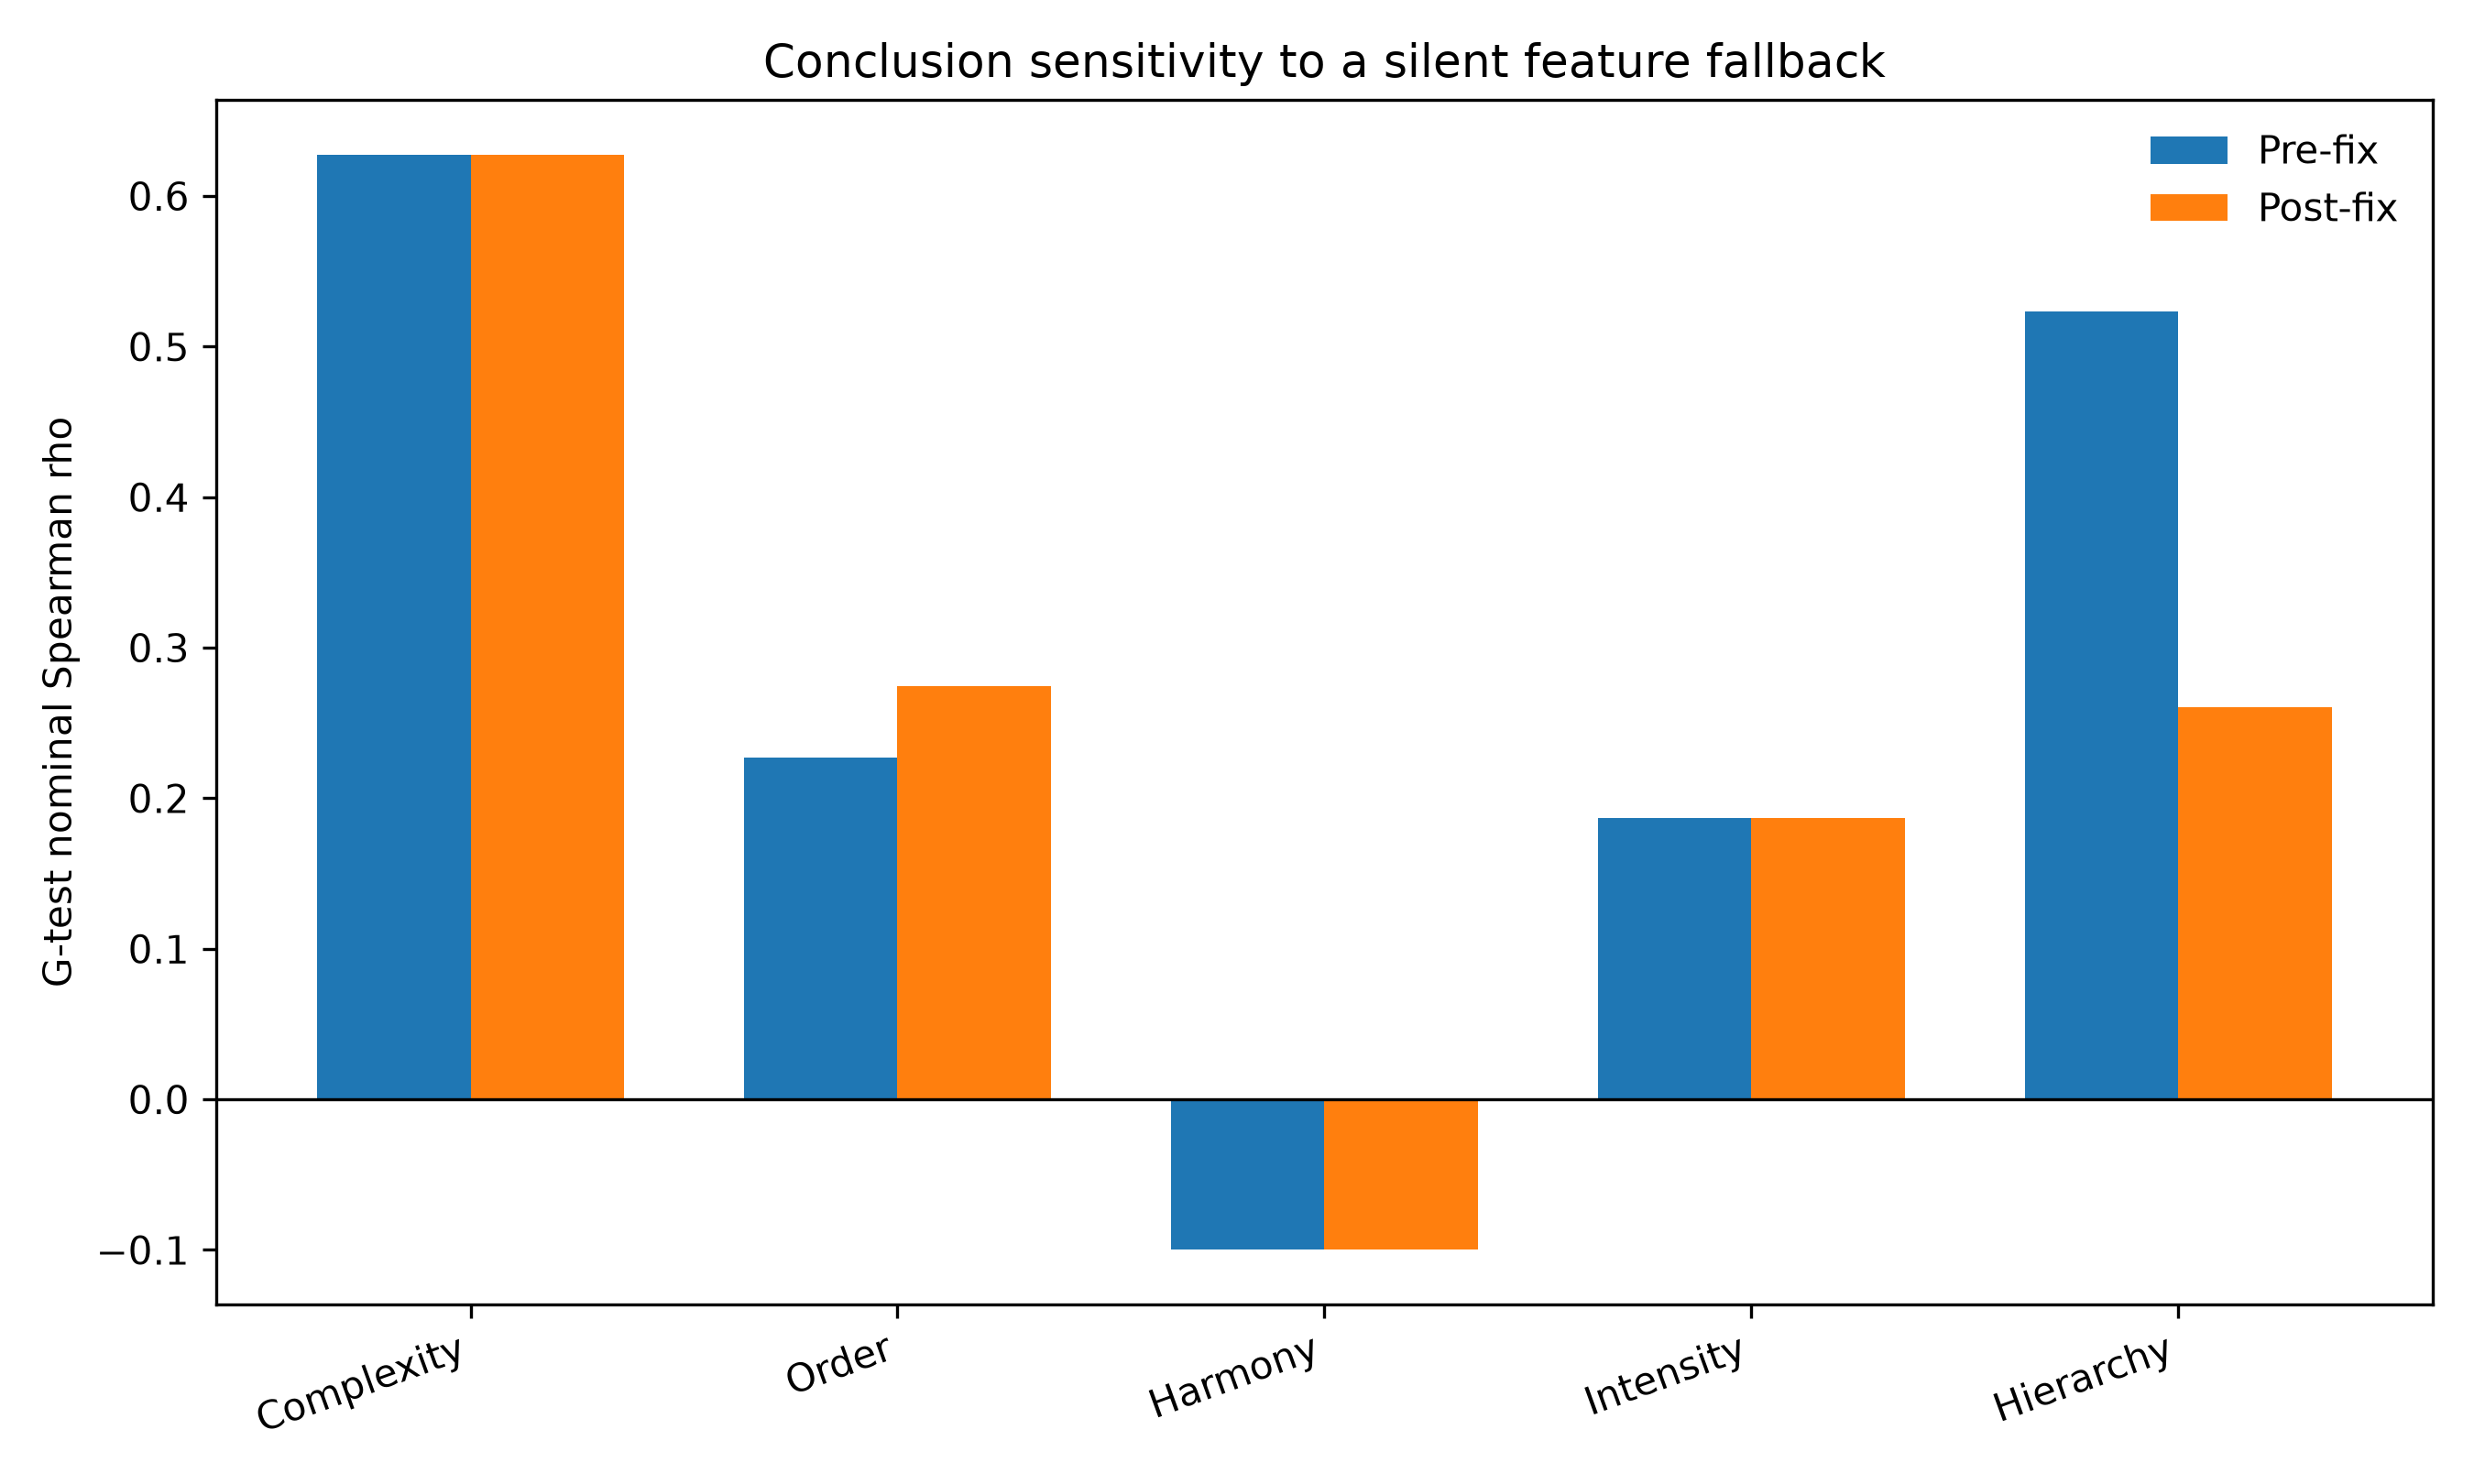 Conclusion sensitivity to a silent feature fallback
Pre-fix
Post-fix
G-test nominal Spearman rho
0.6
0.5
0.4
0.3
0.2
0.1
0.0
−0.1
Complexity
Order
Harmony
Intensity
Hierarchy